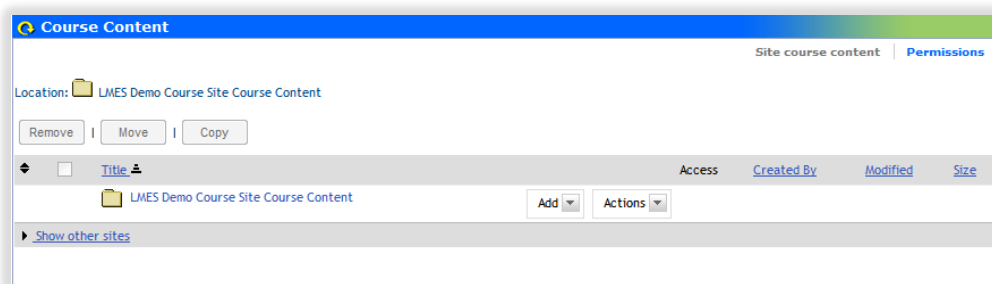 Course Content
Site course content | Permissions
Location: LMES Demo Course Site Course Content
Remove | Move | Copy
Title Access Created By Modified Size
LMES Demo Course Site Course Content Add Actions
Show other sites